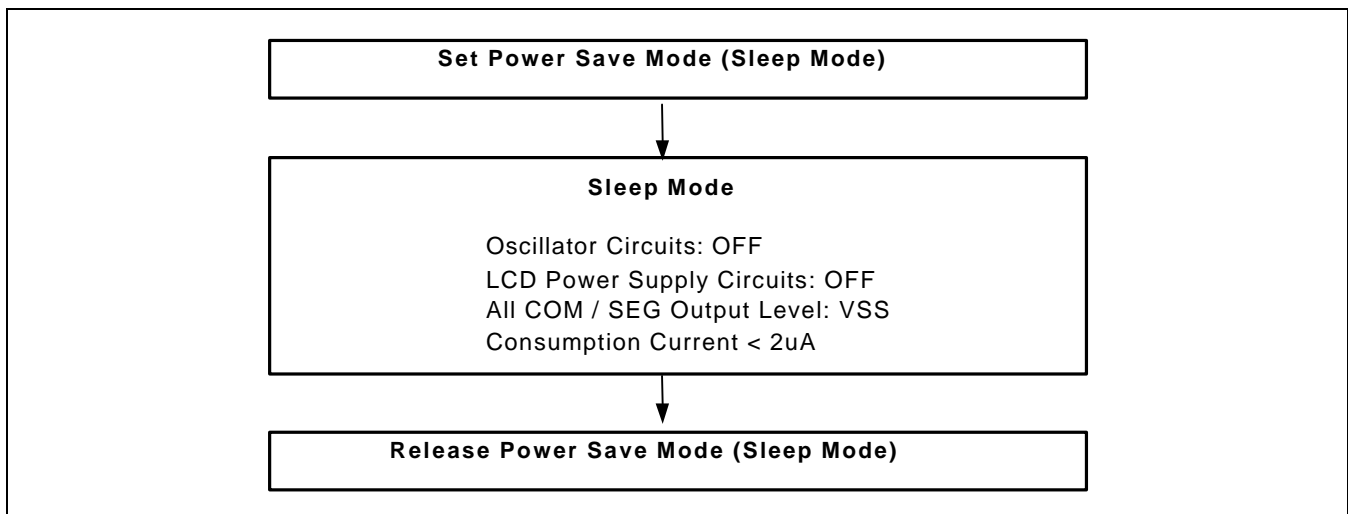 Set Power Save Mode (Sleep Mode)
Sleep Mode
Oscillator Circuits: OFF
LCD Power Supply Circuits: OFF
All COM / SEG Output Level: VSS
Consumption Current < 2uA
Release Power Save Mode (Sleep Mode)